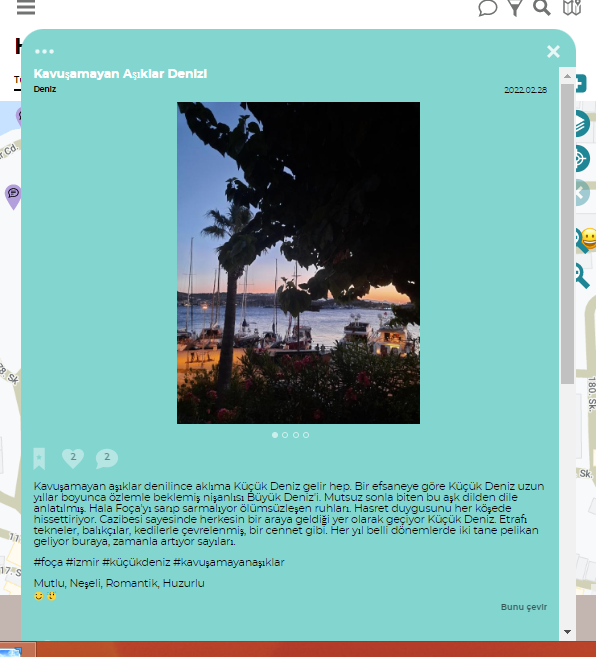 Kavuşamayan Aşıklar Denizi
Deniz
2022.02.28
2
2
Kavuşamayan aşıklar denilince aklıma Küçük Deniz gelir hep. Bir efsaneye göre Küçük Deniz uzun
yıllar boyunca özlemle beklemiş nişanlısı Büyük Deniz'i. Mutsuz sonla biten bu aşk dilden dile
anlatılmış. Hala Foça'yı sarıp sarmalıyor ölümsüzleşen ruhları. Hasret duygusunu her köşede
hissettiriyor. Cazibesi sayesinde herkesin bir araya geldiği yer olarak geçiyor Küçük Deniz. Etrafı
tekneler, balıkçılar, kedilerle çevrelenmiş, bir cennet gibi. Her yıl belli dönemlerde iki tane pelikan
geliyor buraya, zamanla artıyor sayıları.
#foça #izmir #küçükdeniz #kavuşamayanaşıklar
Mutlu, Neşeli, Romantik, Huzurlu
Bunu çevir
180. Sk.